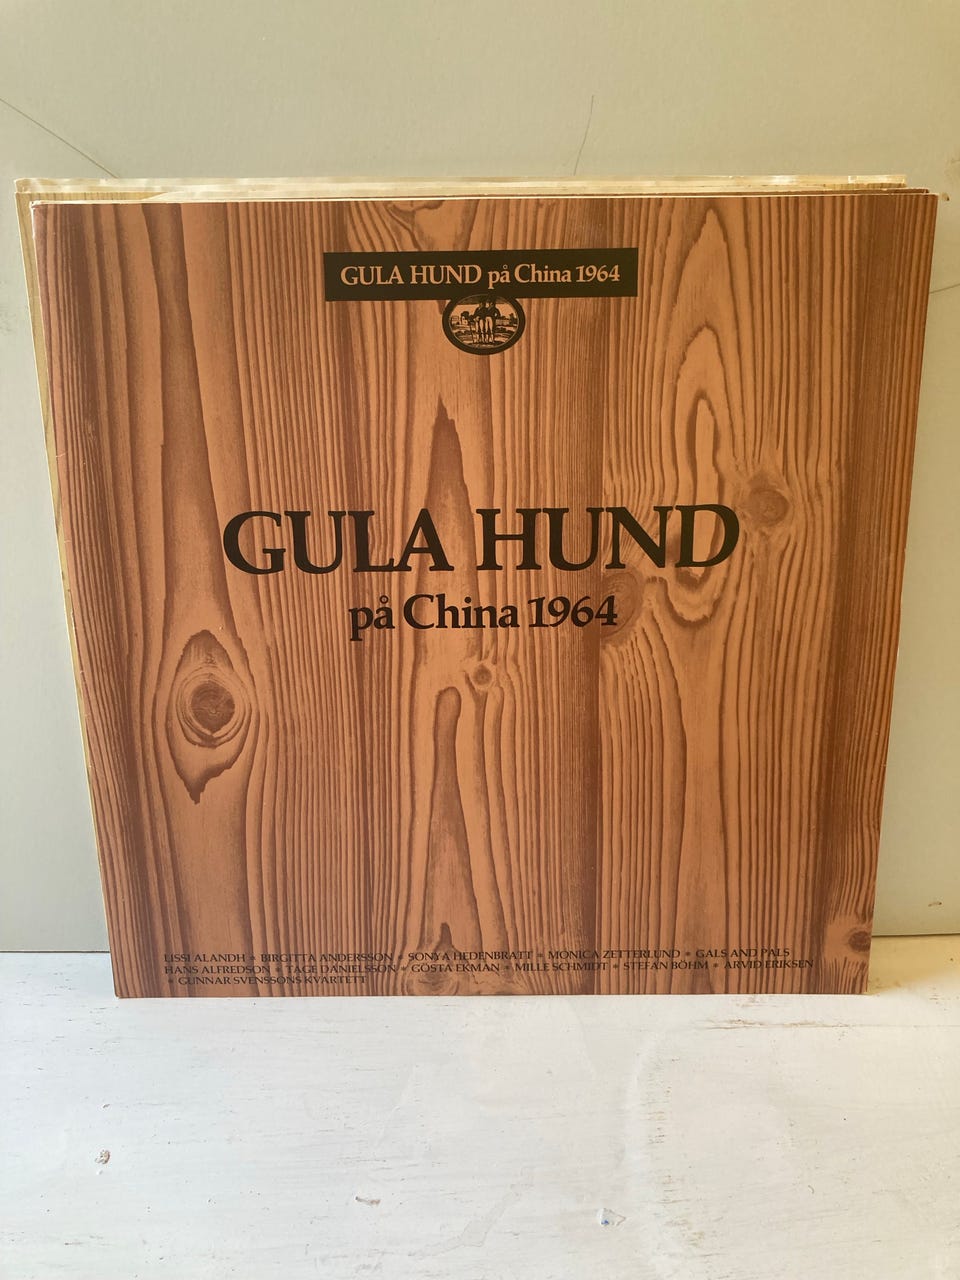 GULA HUND på China 1964
GULA HUND
på China 1964
LISSI ALANDH * BIRGITTA ANDERSSON * SONYA HEDENBRATT * MONICA ZETTERLUND * GALS AND PALS
HANS ALFREDSON * TAGE DANIELSSON * GÖSTA EKMAN * MILLE SCHMIDT * STEFAN BÖHM * ARVID ERIKSEN
* GUNNAR SVENSSONS KVARTETT